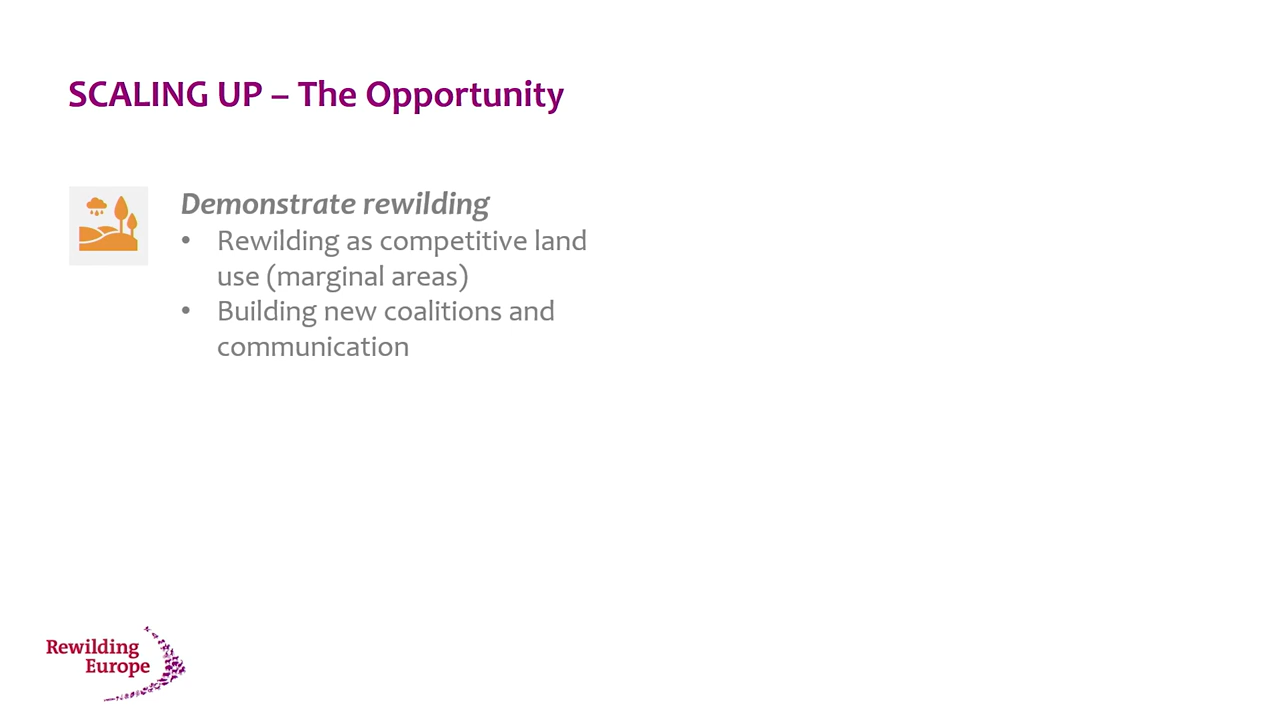 SCALING UP – The Opportunity
Demonstrate rewilding
• Rewilding as competitive land
use (marginal areas)
• Building new coalitions and
communication
Rewilding
Europe